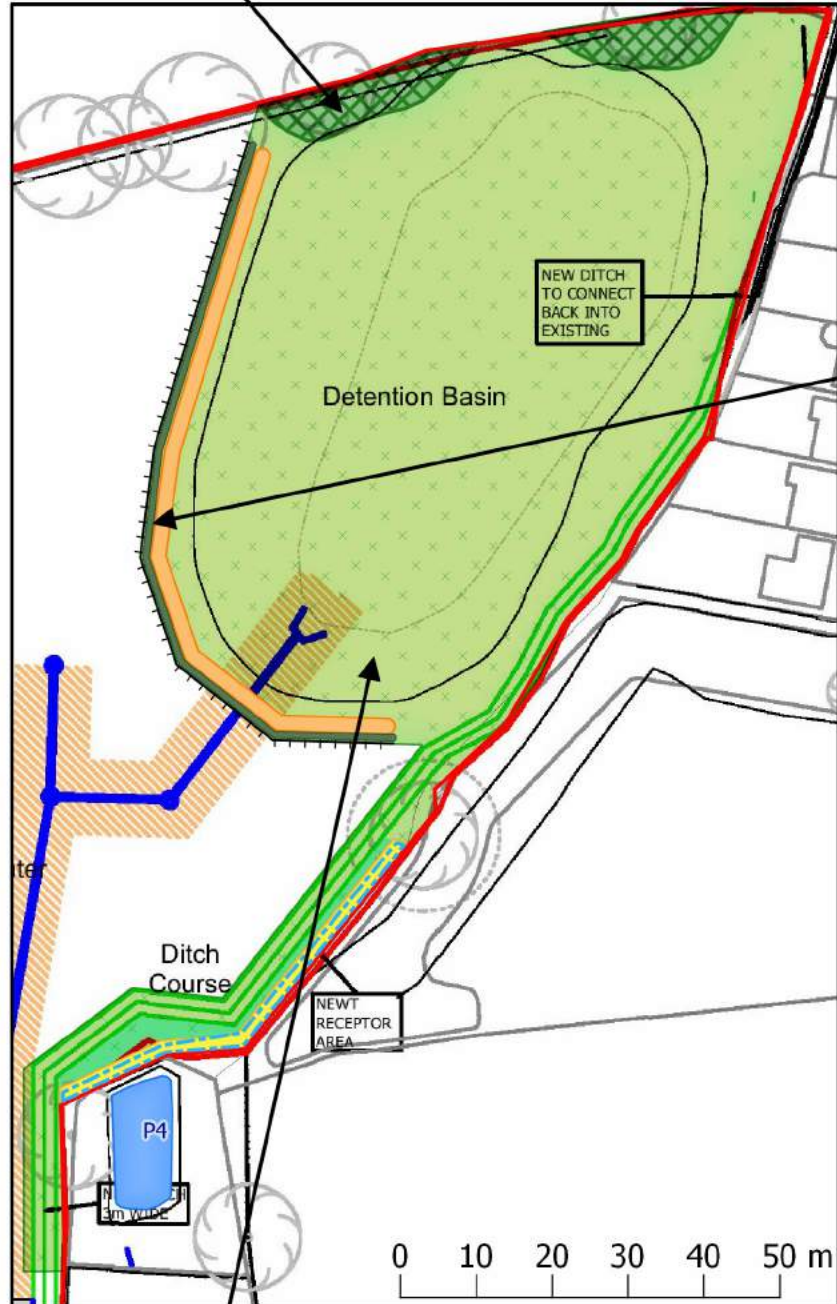 NEW DITCH
TO CONNECT
BACK INTO
EXISTING
Detention Basin
Ditch
Course
NEWT
RECEPTOR
AREA
P4
3m WIDE
0 10 20 30 40 50 m